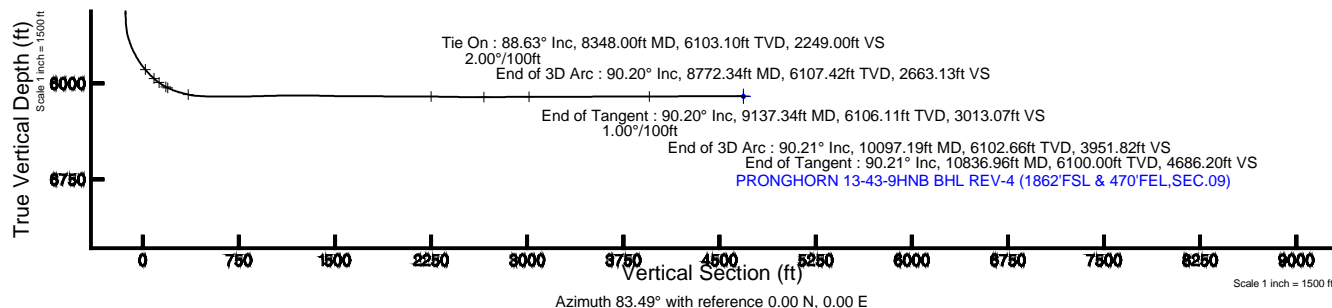 True Vertical Depth (ft)
Scale 1 inch = 1500 ft
6000
6750
Tie On : 88.63° Inc, 8348.00ft MD, 6103.10ft TVD, 2249.00ft VS
2.00°/100ft
End of 3D Arc : 90.20° Inc, 8772.34ft MD, 6107.42ft TVD, 2663.13ft VS
End of Tangent : 90.20° Inc, 9137.34ft MD, 6106.11ft TVD, 3013.07ft VS
1.00°/100ft
End of 3D Arc : 90.21° Inc, 10097.19ft MD, 6102.66ft TVD, 3951.82ft VS
End of Tangent : 90.21° Inc, 10836.96ft MD, 6100.00ft TVD, 4686.20ft VS
PRONGHORN 13-43-9HNB BHL REV-4 (1862'FSL & 470'FEL,SEC.09)
0 750 1500 2250 3000 3750 4500 5250 6000 6750 7500 8250 9000
Vertical Section (ft)
Scale 1 inch = 1500 ft
Azimuth 83.49° with reference 0.00 N, 0.00 E